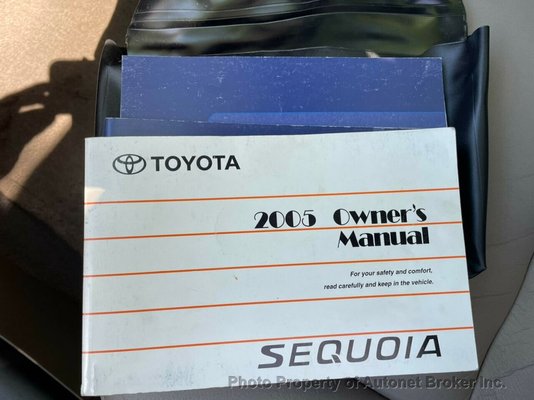 TOYOTA
2005 Owner's
Manual
For your safety and comfort,
read carefully and keep in the vehicle.
SEQUOIA
Photo Property of Autonet Broker Inc.